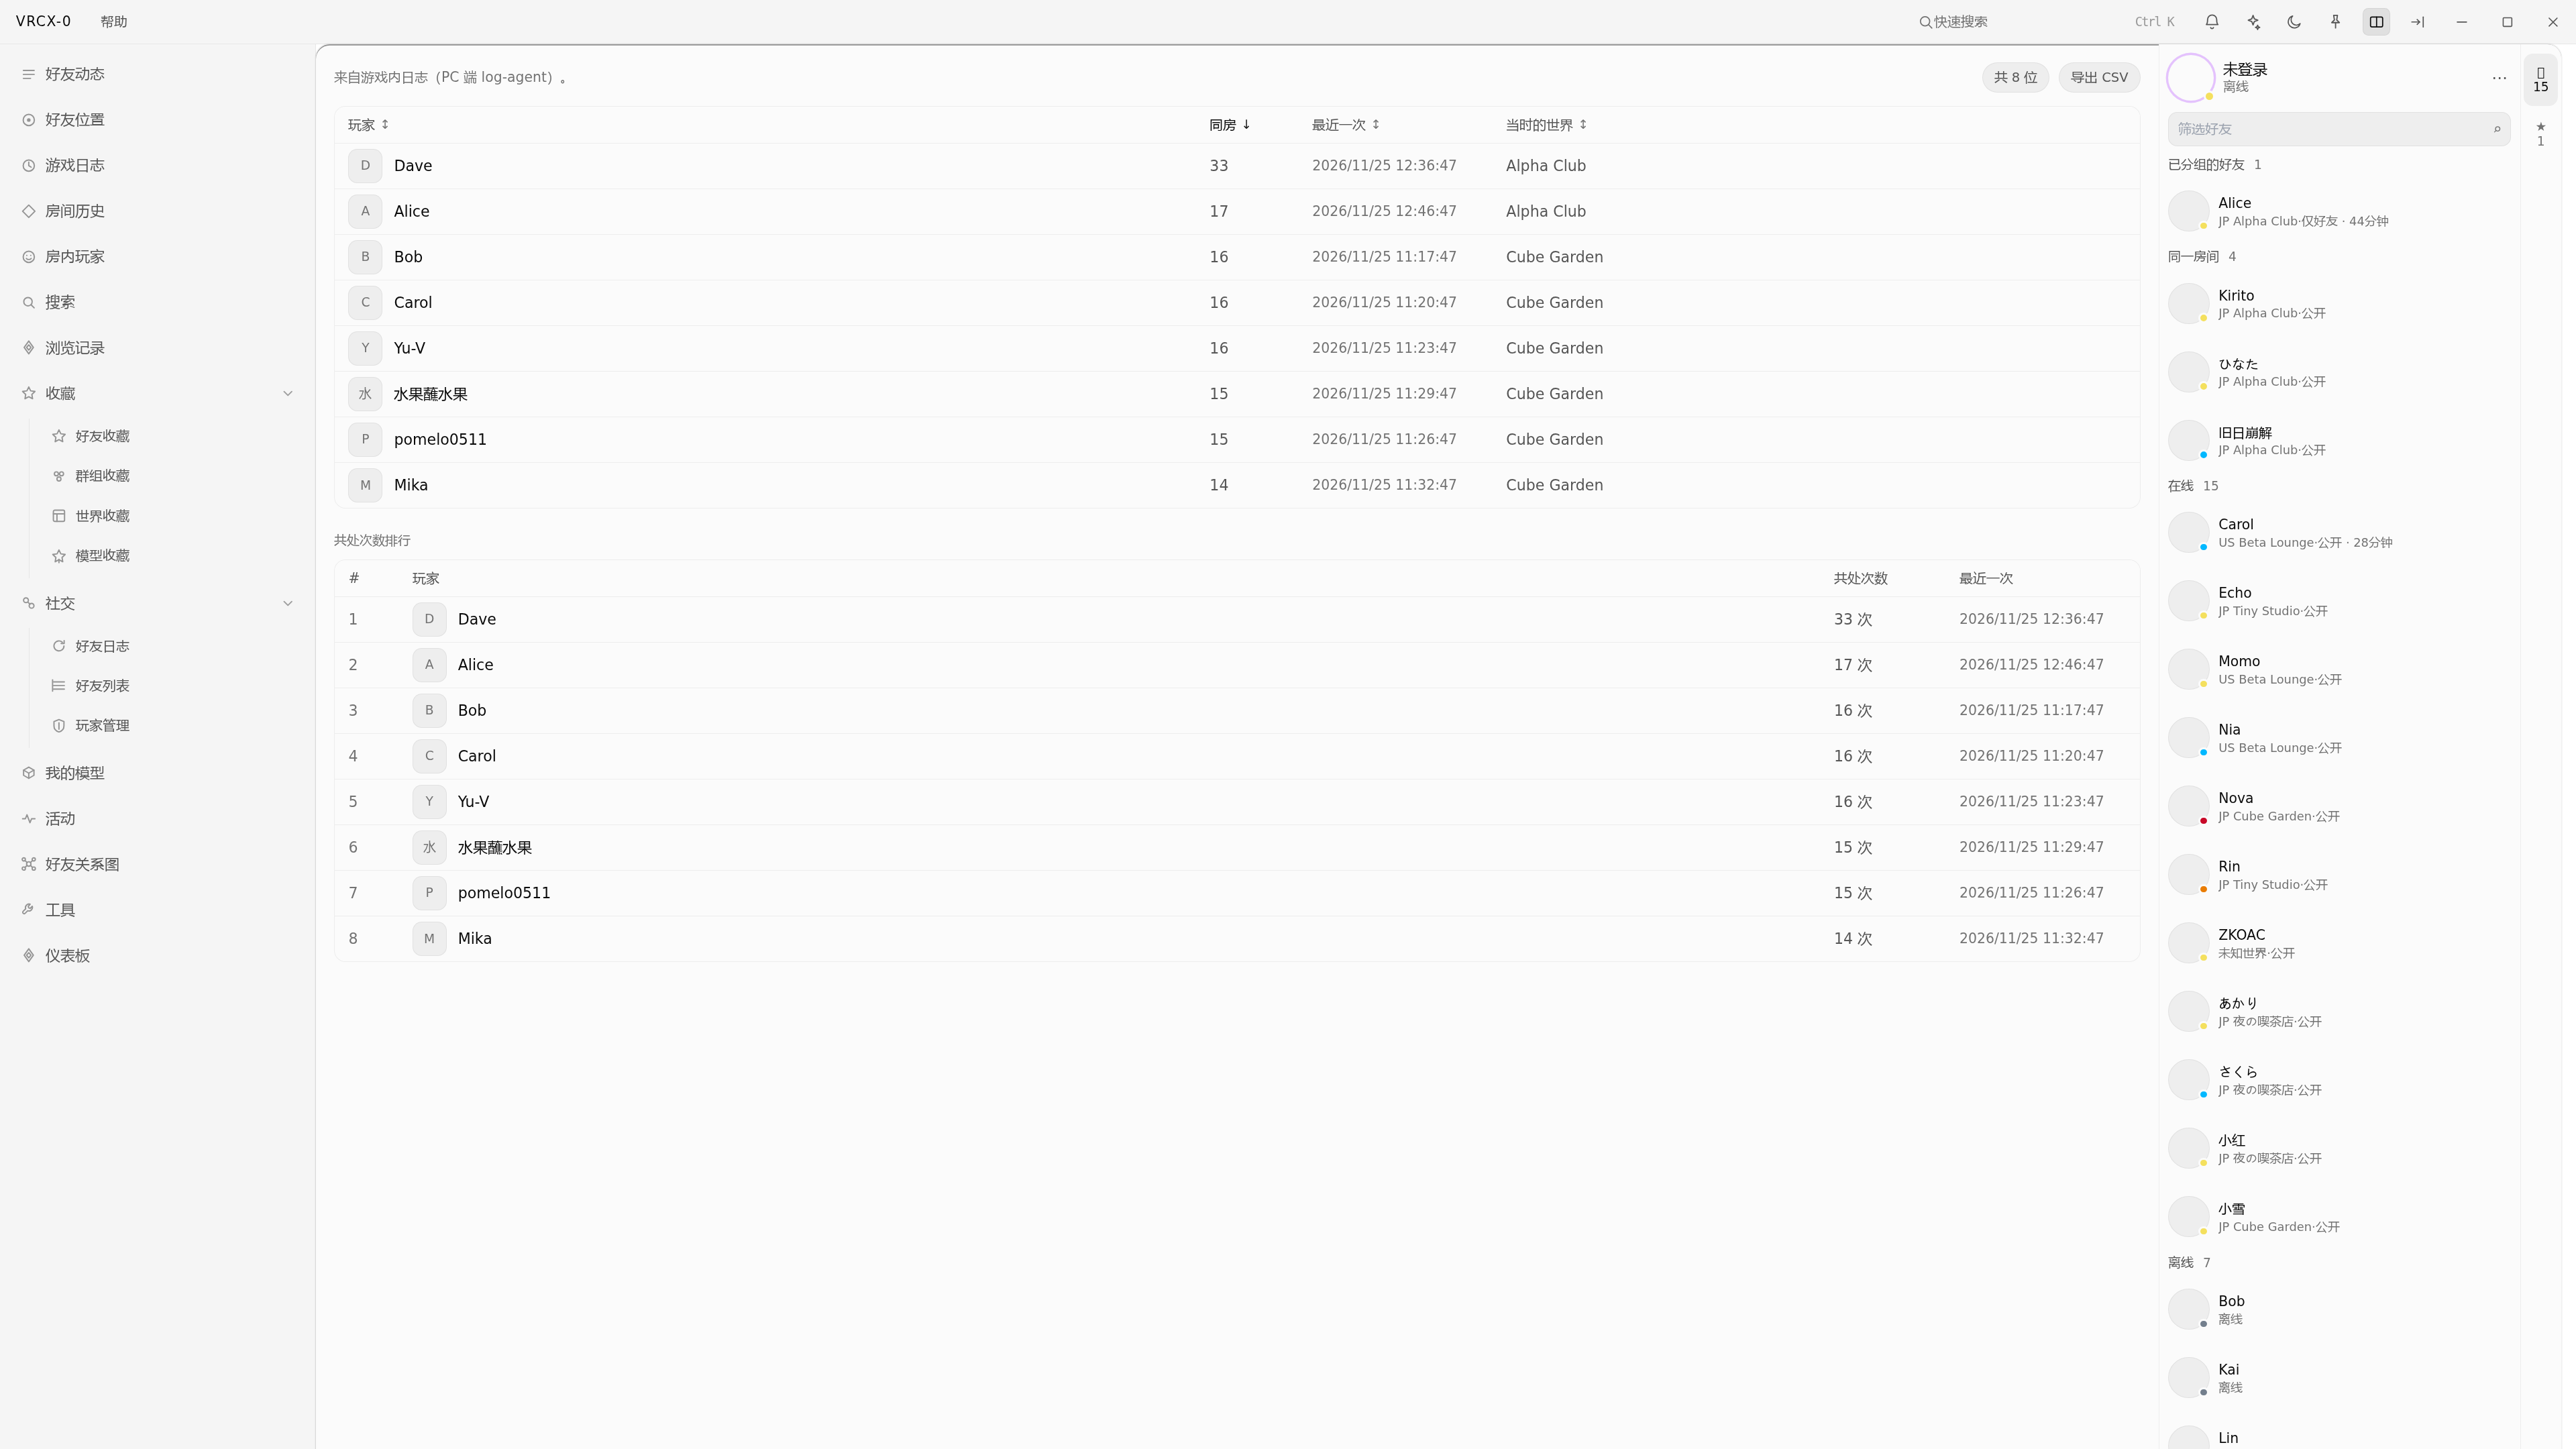 VRCX-0 帮助 快速搜索 Ctrl K
好友动态
好友位置
游戏日志
房间历史
房内玩家
搜索
浏览记录
收藏
好友收藏
群组收藏
世界收藏
模型收藏
社交
好友日志
好友列表
玩家管理
我的模型
活动
好友关系图
工具
仪表板
来自游戏内日志（PC 端 log-agent）。 共 8 位 导出 CSV
玩家 ↕ 同房 ↓ 最近一次 ↕ 当时的世界 ↕
D Dave 33 2026/11/25 12:36:47 Alpha Club
A Alice 17 2026/11/25 12:46:47 Alpha Club
B Bob 16 2026/11/25 11:17:47 Cube Garden
C Carol 16 2026/11/25 11:20:47 Cube Garden
Y Yu-V 16 2026/11/25 11:23:47 Cube Garden
水 水果蘸水果 15 2026/11/25 11:29:47 Cube Garden
P pomelo0511 15 2026/11/25 11:26:47 Cube Garden
M Mika 14 2026/11/25 11:32:47 Cube Garden
共处次数排行
# 玩家 共处次数 最近一次
1 D Dave 33 次 2026/11/25 12:36:47
2 A Alice 17 次 2026/11/25 12:46:47
3 B Bob 16 次 2026/11/25 11:17:47
4 C Carol 16 次 2026/11/25 11:20:47
5 Y Yu-V 16 次 2026/11/25 11:23:47
6 水 水果蘸水果 15 次 2026/11/25 11:29:47
7 P pomelo0511 15 次 2026/11/25 11:26:47
8 M Mika 14 次 2026/11/25 11:32:47
未登录
离线
筛选好友
已分组的好友 1
Alice
JP Alpha Club·仅好友 · 44分钟
同一房间 4
Kirito
JP Alpha Club·公开
ひなた
JP Alpha Club·公开
旧日崩解
JP Alpha Club·公开
在线 15
Carol
US Beta Lounge·公开 · 28分钟
Echo
JP Tiny Studio·公开
Momo
US Beta Lounge·公开
Nia
US Beta Lounge·公开
Nova
JP Cube Garden·公开
Rin
JP Tiny Studio·公开
ZKOAC
未知世界·公开
あかり
JP 夜の喫茶店·公开
さくら
JP 夜の喫茶店·公开
小红
JP 夜の喫茶店·公开
小雪
JP Cube Garden·公开
离线 7
Bob
离线
Kai
离线
Lin
15
★
1